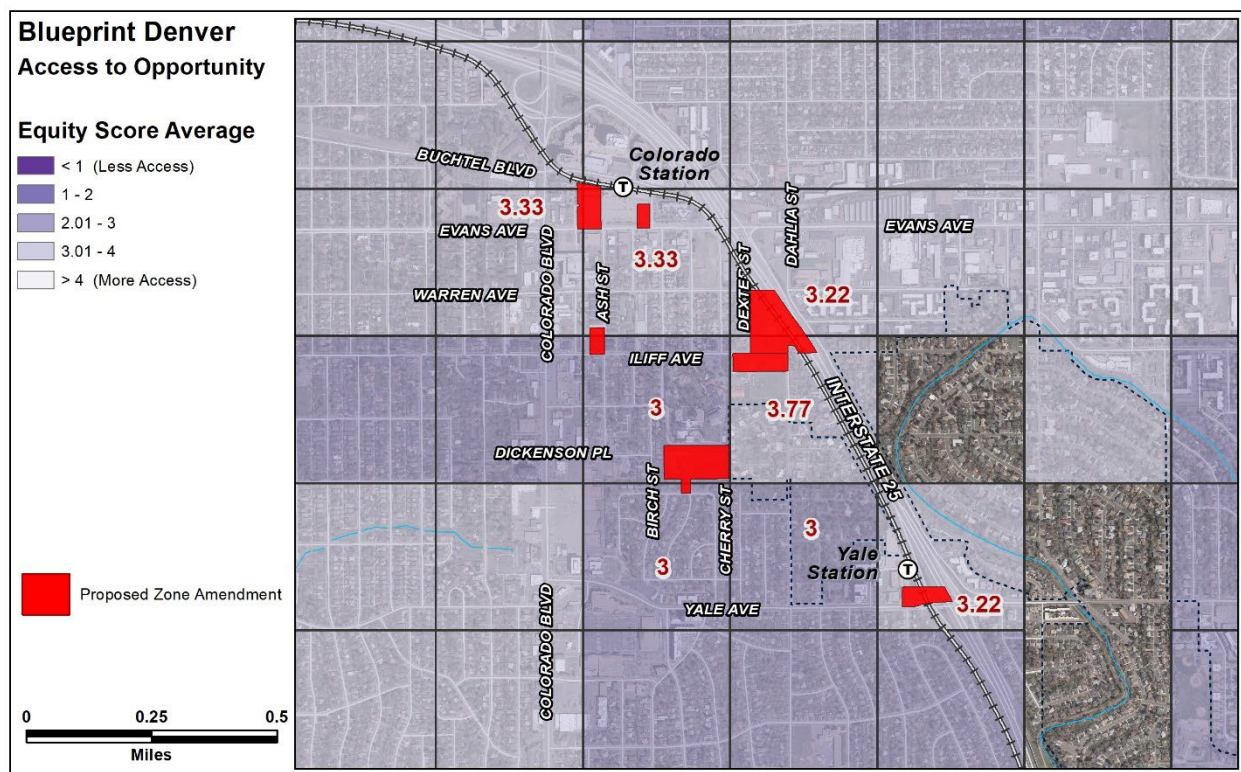 Blueprint Denver
Access to Opportunity
Equity Score Average
< 1 (Less Access)
1 - 2
2.01 - 3
3.01 - 4
> 4 (More Access)
Proposed Zone Amendment
0 0.25 0.5
Miles
BUCHTEL BLVD
Colorado
Station
T
3.33
EVANS AVE
COLORADO BLVD
ASH ST
3.33
DEXTER ST
DAHLIA ST
EVANS AVE
WARREN AVE
3.22
ILIFF AVE
3
3.77
INTERSTATE 25
DICKENSON PL
BIRCH ST
CHERRY ST
3
3
Yale
Station
T
YALE AVE
3.22
COLORADO BLVD